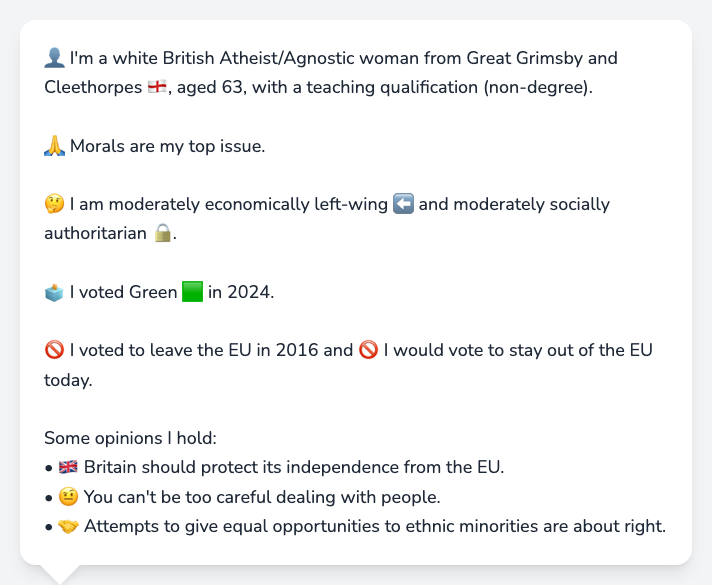 👤 I'm a white British Atheist/Agnostic woman from Great Grimsby and
Cleethorpes 🏴󠁧󠁢󠁥󠁮󠁧󠁿, aged 63, with a teaching qualification (non-degree).
🙏 Morals are my top issue.
🤔 I am moderately economically left-wing ⬅️ and moderately socially
authoritarian 🔒.
🗳️ I voted Green 🟩 in 2024.
🚫 I voted to leave the EU in 2016 and 🚫 I would vote to stay out of the EU
today.
Some opinions I hold:
• 🇬🇧 Britain should protect its independence from the EU.
• 🤨 You can't be too careful dealing with people.
• 🤝 Attempts to give equal opportunities to ethnic minorities are about right.